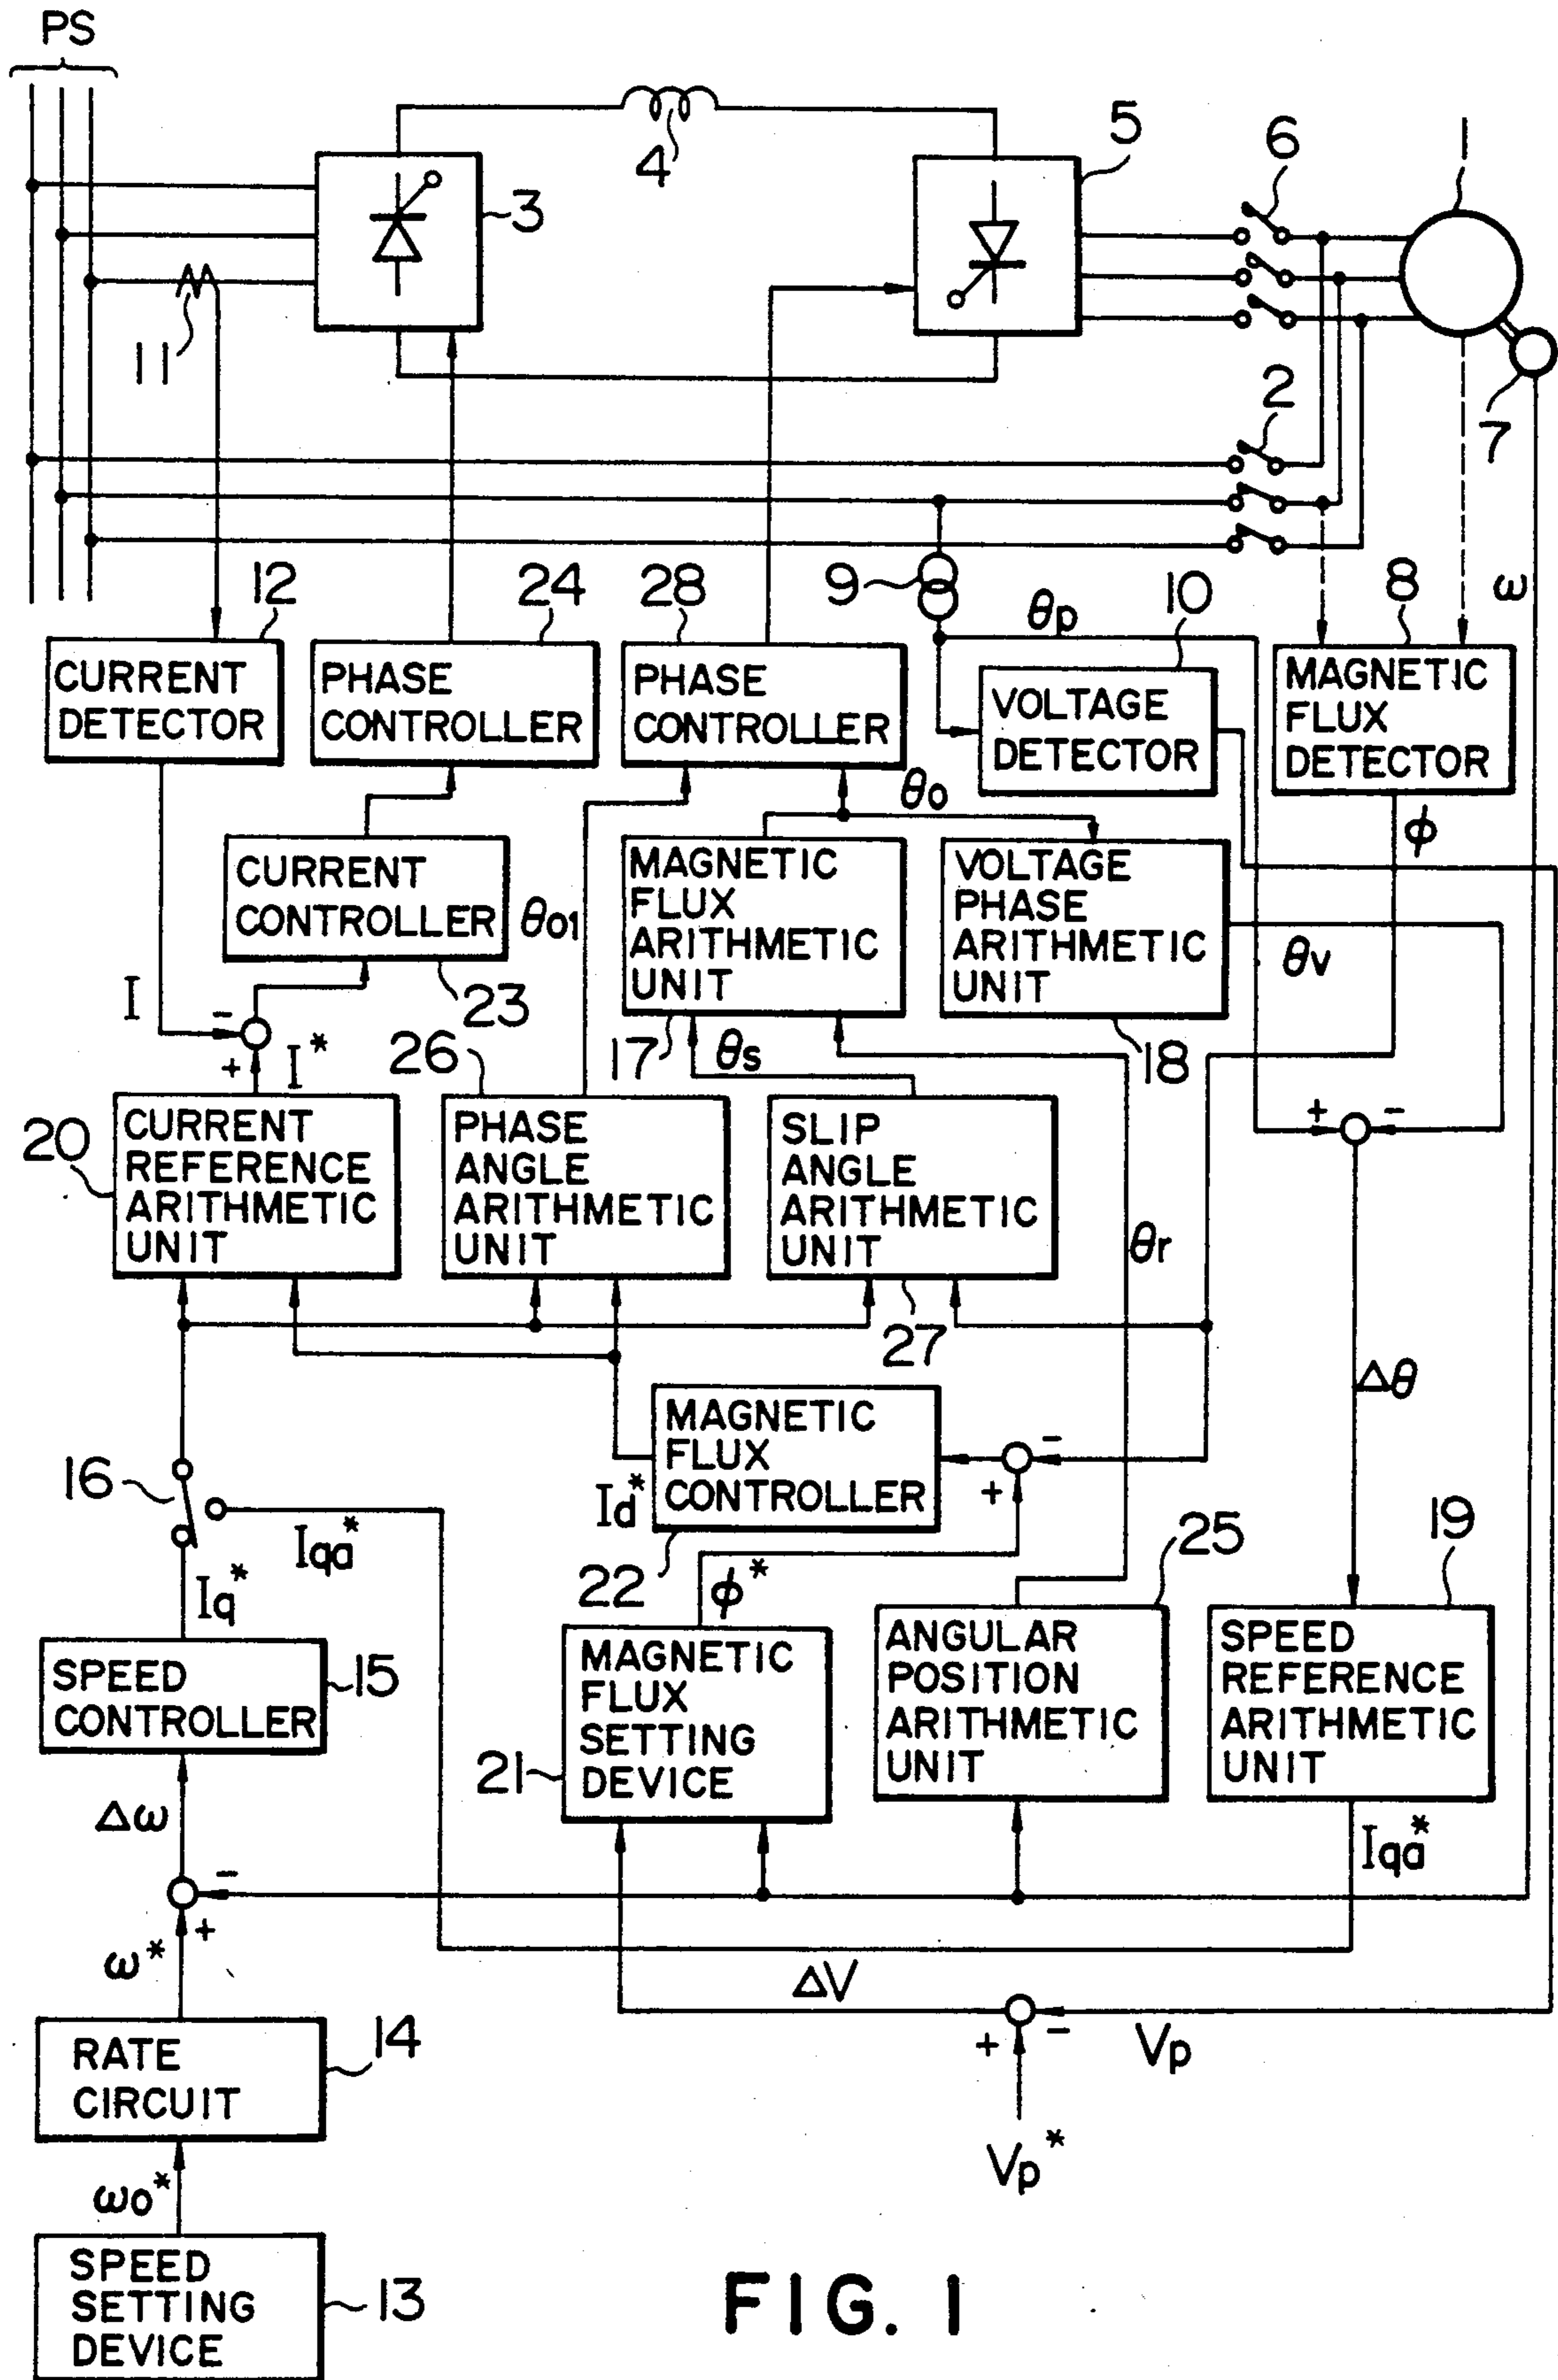 PS
4
5
6
1
3
11
2
7
12
24
28
9
θp
10
8
ω
CURRENT
DETECTOR
PHASE
CONTROLLER
PHASE
CONTROLLER
VOLTAGE
DETECTOR
MAGNETIC
FLUX
DETECTOR
θo
ϕ
CURRENT
CONTROLLER
23
θo1
MAGNETIC
FLUX
ARITHMETIC
UNIT
17
VOLTAGE
PHASE
ARITHMETIC
UNIT
18
θv
I
-
+
I*
26
θs
+
-
20
CURRENT
REFERENCE
ARITHMETIC
UNIT
PHASE
ANGLE
ARITHMETIC
UNIT
SLIP
ANGLE
ARITHMETIC
UNIT
27
θr
Δθ
16
Id*
MAGNETIC
FLUX
CONTROLLER
22
-
+
Iqa*
Iq*
ϕ*
25
19
SPEED
CONTROLLER
15
21
MAGNETIC
FLUX
SETTING
DEVICE
ANGULAR
POSITION
ARITHMETIC
UNIT
SPEED
REFERENCE
ARITHMETIC
UNIT
Δω
Iqa*
-
+
ω*
ΔV
+
-
Vp
Vp*
RATE
CIRCUIT
14
ωo*
SPEED
SETTING
DEVICE
13
FIG. 1